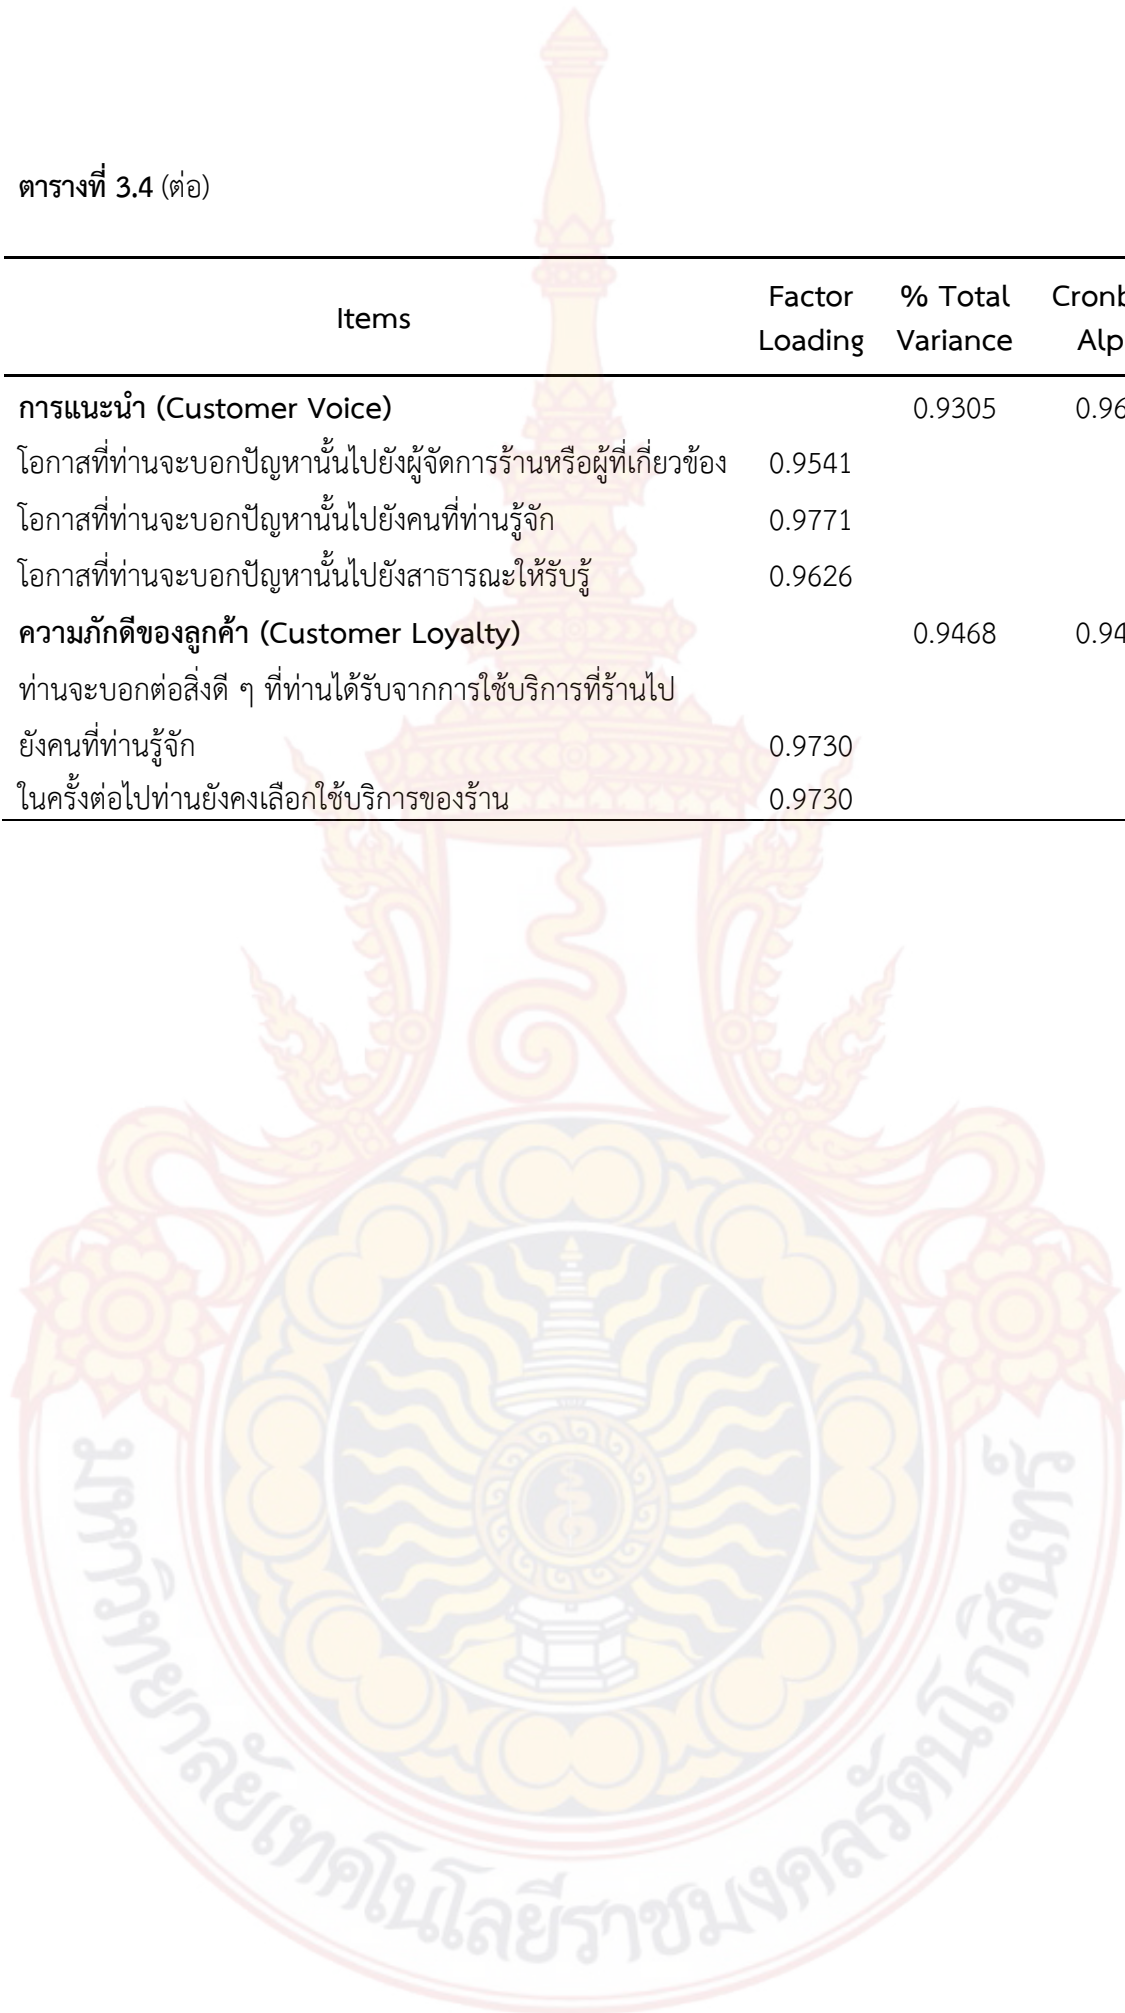 ตารางที่ 3.4 (ต่อ)
Items Factor Loading % Total Variance
การแนะนำ (Customer Voice) 0.9305
โอกาสที่ท่านจะบอกปัญหานั้นไปยังผู้จัดการร้านหรือผู้ที่เกี่ยวข้อง 0.9541
โอกาสที่ท่านจะบอกปัญหานั้นไปยังคนที่ท่านรู้จัก 0.9771
โอกาสที่ท่านจะบอกปัญหานั้นไปยังสาธารณะให้รับรู้ 0.9626
ความภักดีของลูกค้า (Customer Loyalty) 0.9468
ท่านจะบอกต่อสิ่งดี ๆ ที่ท่านได้รับจากการใช้บริการที่ร้านไป
ยังคนที่ท่านรู้จัก 0.9730
ในครั้งต่อไปท่านยังคงเลือกใช้บริการของร้าน 0.9730
มหาวิทยาลัยเทคโนโลยีราชมงคลรัตนโกสินทร์